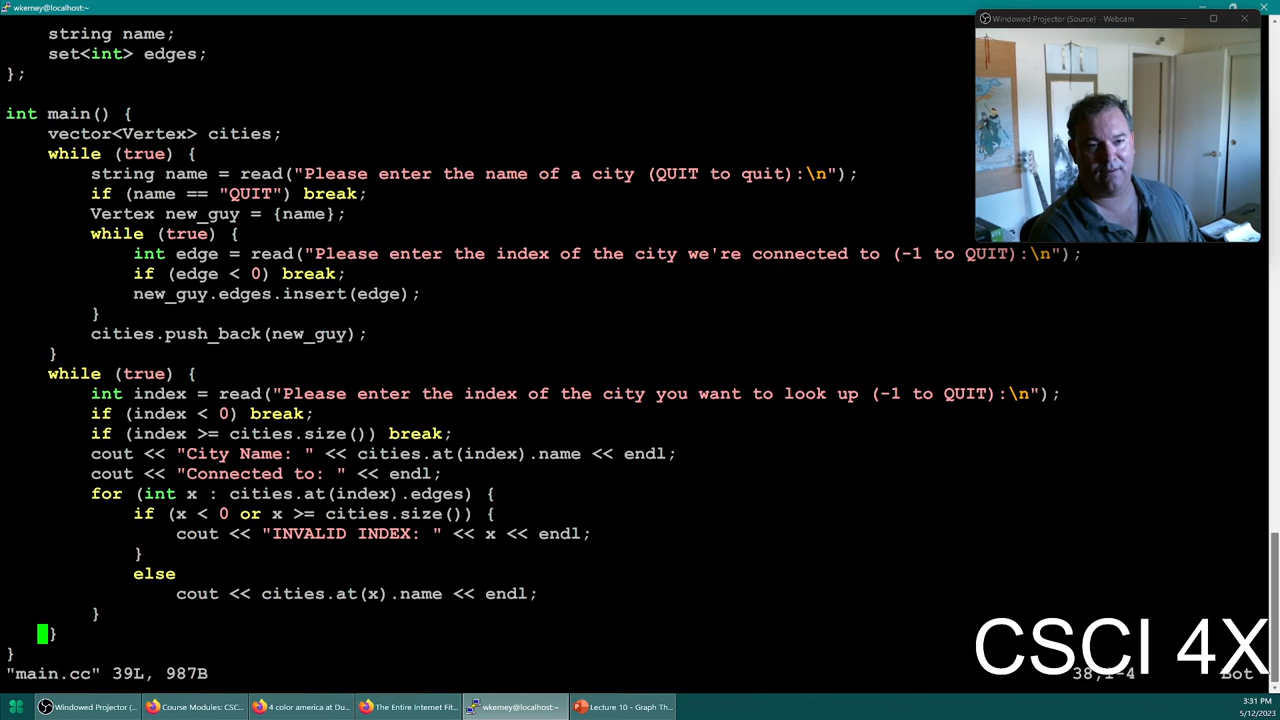 wkerney@localhost:~
Windowed Projector (Source) - Webcam
string name;
set<int> edges;
};
int main() {
vector<Vertex> cities;
while (true) {
string name = read("Please enter the name of a city (QUIT to quit):\n");
if (name == "QUIT") break;
Vertex new_guy = {name};
while (true) {
int edge = read("Please enter the index of the city we're connected to (-1 to QUIT):\n");
if (edge < 0) break;
new_guy.edges.insert(edge);
}
cities.push_back(new_guy);
}
while (true) {
int index = read("Please enter the index of the city you want to look up (-1 to QUIT):\n");
if (index < 0) break;
if (index >= cities.size()) break;
cout << "City Name: " << cities.at(index).name << endl;
cout << "Connected to: " << endl;
for (int x : cities.at(index).edges) {
if (x < 0 or x >= cities.size()) {
cout << "INVALID INDEX: " << x << endl;
}
else
cout << cities.at(x).name << endl;
}
}
}
"main.cc" 39L, 987B
38,1-4
Bot
CSCI 4X
Windowed Projector (...
Course Modules: CSC...
4 color america at Du...
The Entire Internet Fit...
wkerney@localhost:~
Lecture 10 - Graph Th...
3:31 PM
5/12/2023